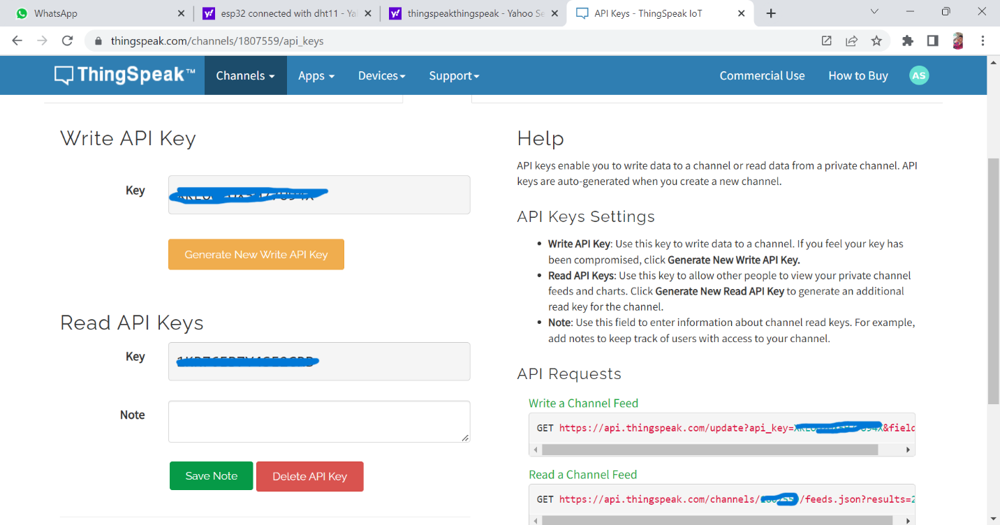 WhatsApp
esp32 connected with dht11 - Ya
thingspeakthingspeak - Yahoo Se
API Keys - ThingSpeak IoT
thingspeak.com/channels/1807559/api_keys
ThingSpeak™
Channels
Apps
Devices
Support
Commercial Use
How to Buy
AS
Write API Key
Key
Generate New Write API Key
Read API Keys
Key
Note
Save Note
Delete API Key
Help
API keys enable you to write data to a channel or read data from a private channel. API
keys are auto-generated when you create a new channel.
API Keys Settings
• Write API Key: Use this key to write data to a channel. If you feel your key has
been compromised, click Generate New Write API Key.
• Read API Keys: Use this key to allow other people to view your private channel
feeds and charts. Click Generate New Read API Key to generate an additional
read key for the channel.
• Note: Use this field to enter information about channel read keys. For example,
add notes to keep track of users with access to your channel.
API Requests
Write a Channel Feed
GET https://api.thingspeak.com/update?api_key= &field
Read a Channel Feed
GET https://api.thingspeak.com/channels/ /feeds.json?results=2